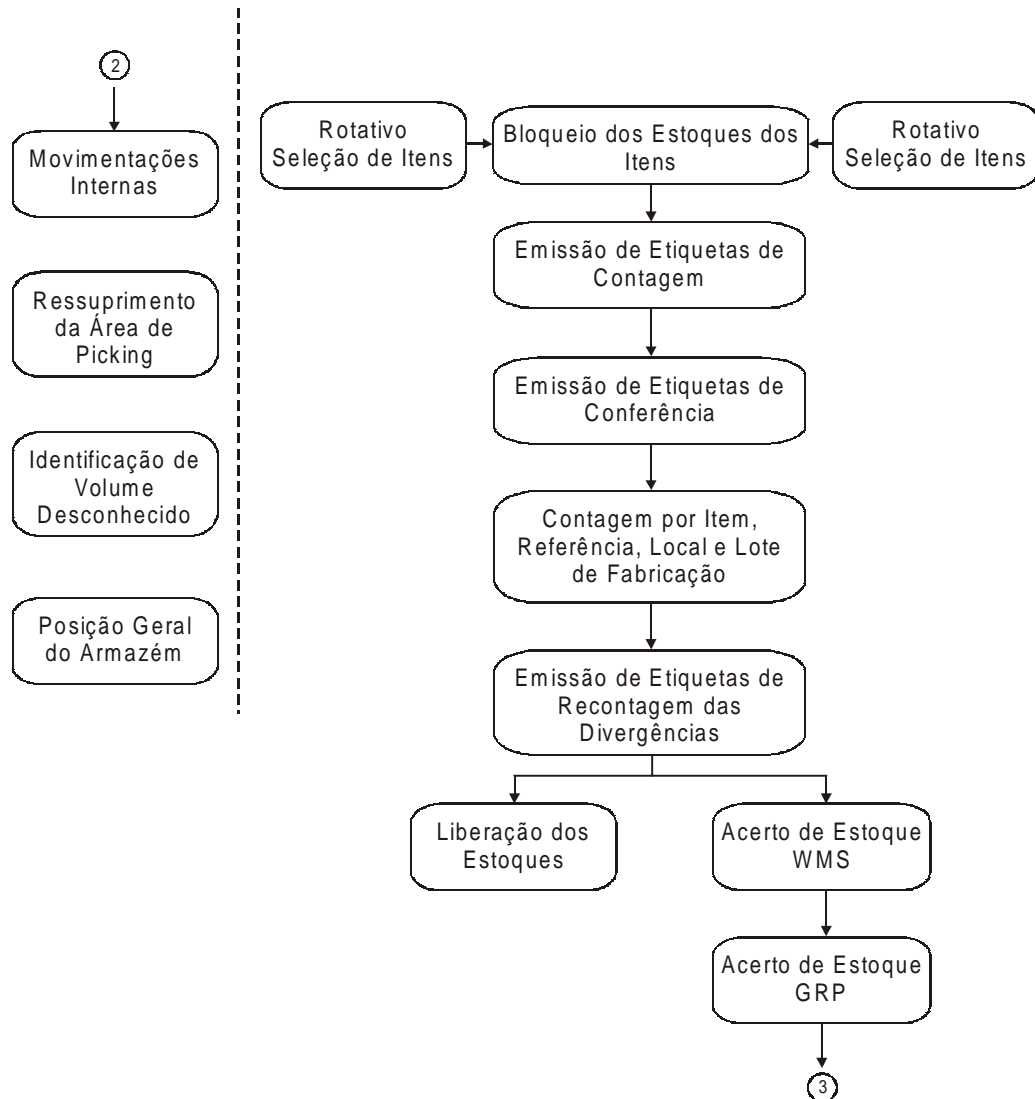 2
Movimentações
Internas
Ressuprimento
da Área de
Picking
Identificação de
Volume
Desconhecido
Posição Geral
do Armazém
Rotativo
Seleção de Itens
Bloqueio dos Estoques dos
Itens
Rotativo
Seleção de Itens
Emissão de Etiquetas de
Contagem
Emissão de Etiquetas de
Conferência
Contagem por Item,
Referência, Local e Lote
de Fabricação
Emissão de Etiquetas de
Recontagem das
Divergências
Liberação dos
Estoques
Acerto de Estoque
WMS
Acerto de Estoque
GRP
3